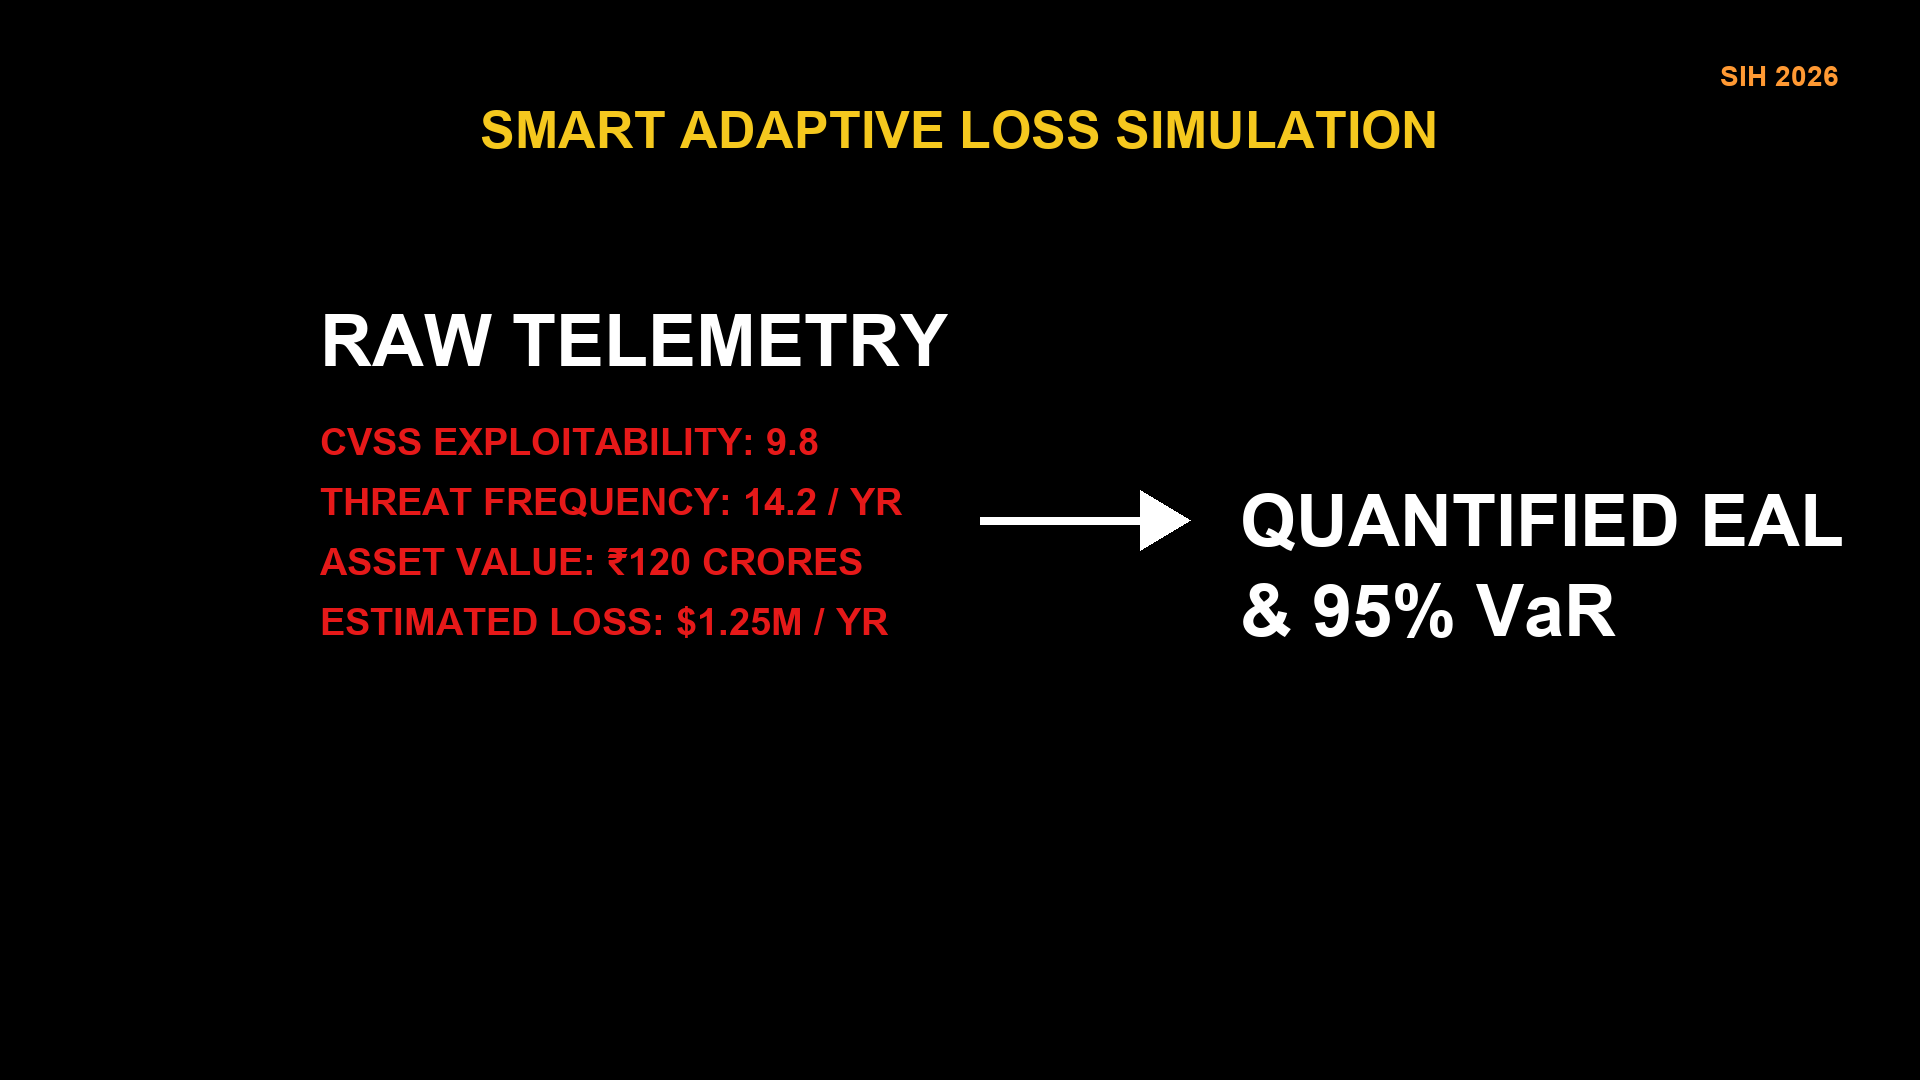 SIH 2026
SMART ADAPTIVE LOSS SIMULATION
RAW TELEMETRY
CVSS EXPLOITABILITY: 9.8
THREAT FREQUENCY: 14.2 / YR
ASSET VALUE: ₹120 CRORES
ESTIMATED LOSS: $1.25M / YR
QUANTIFIED EAL
& 95% VaR